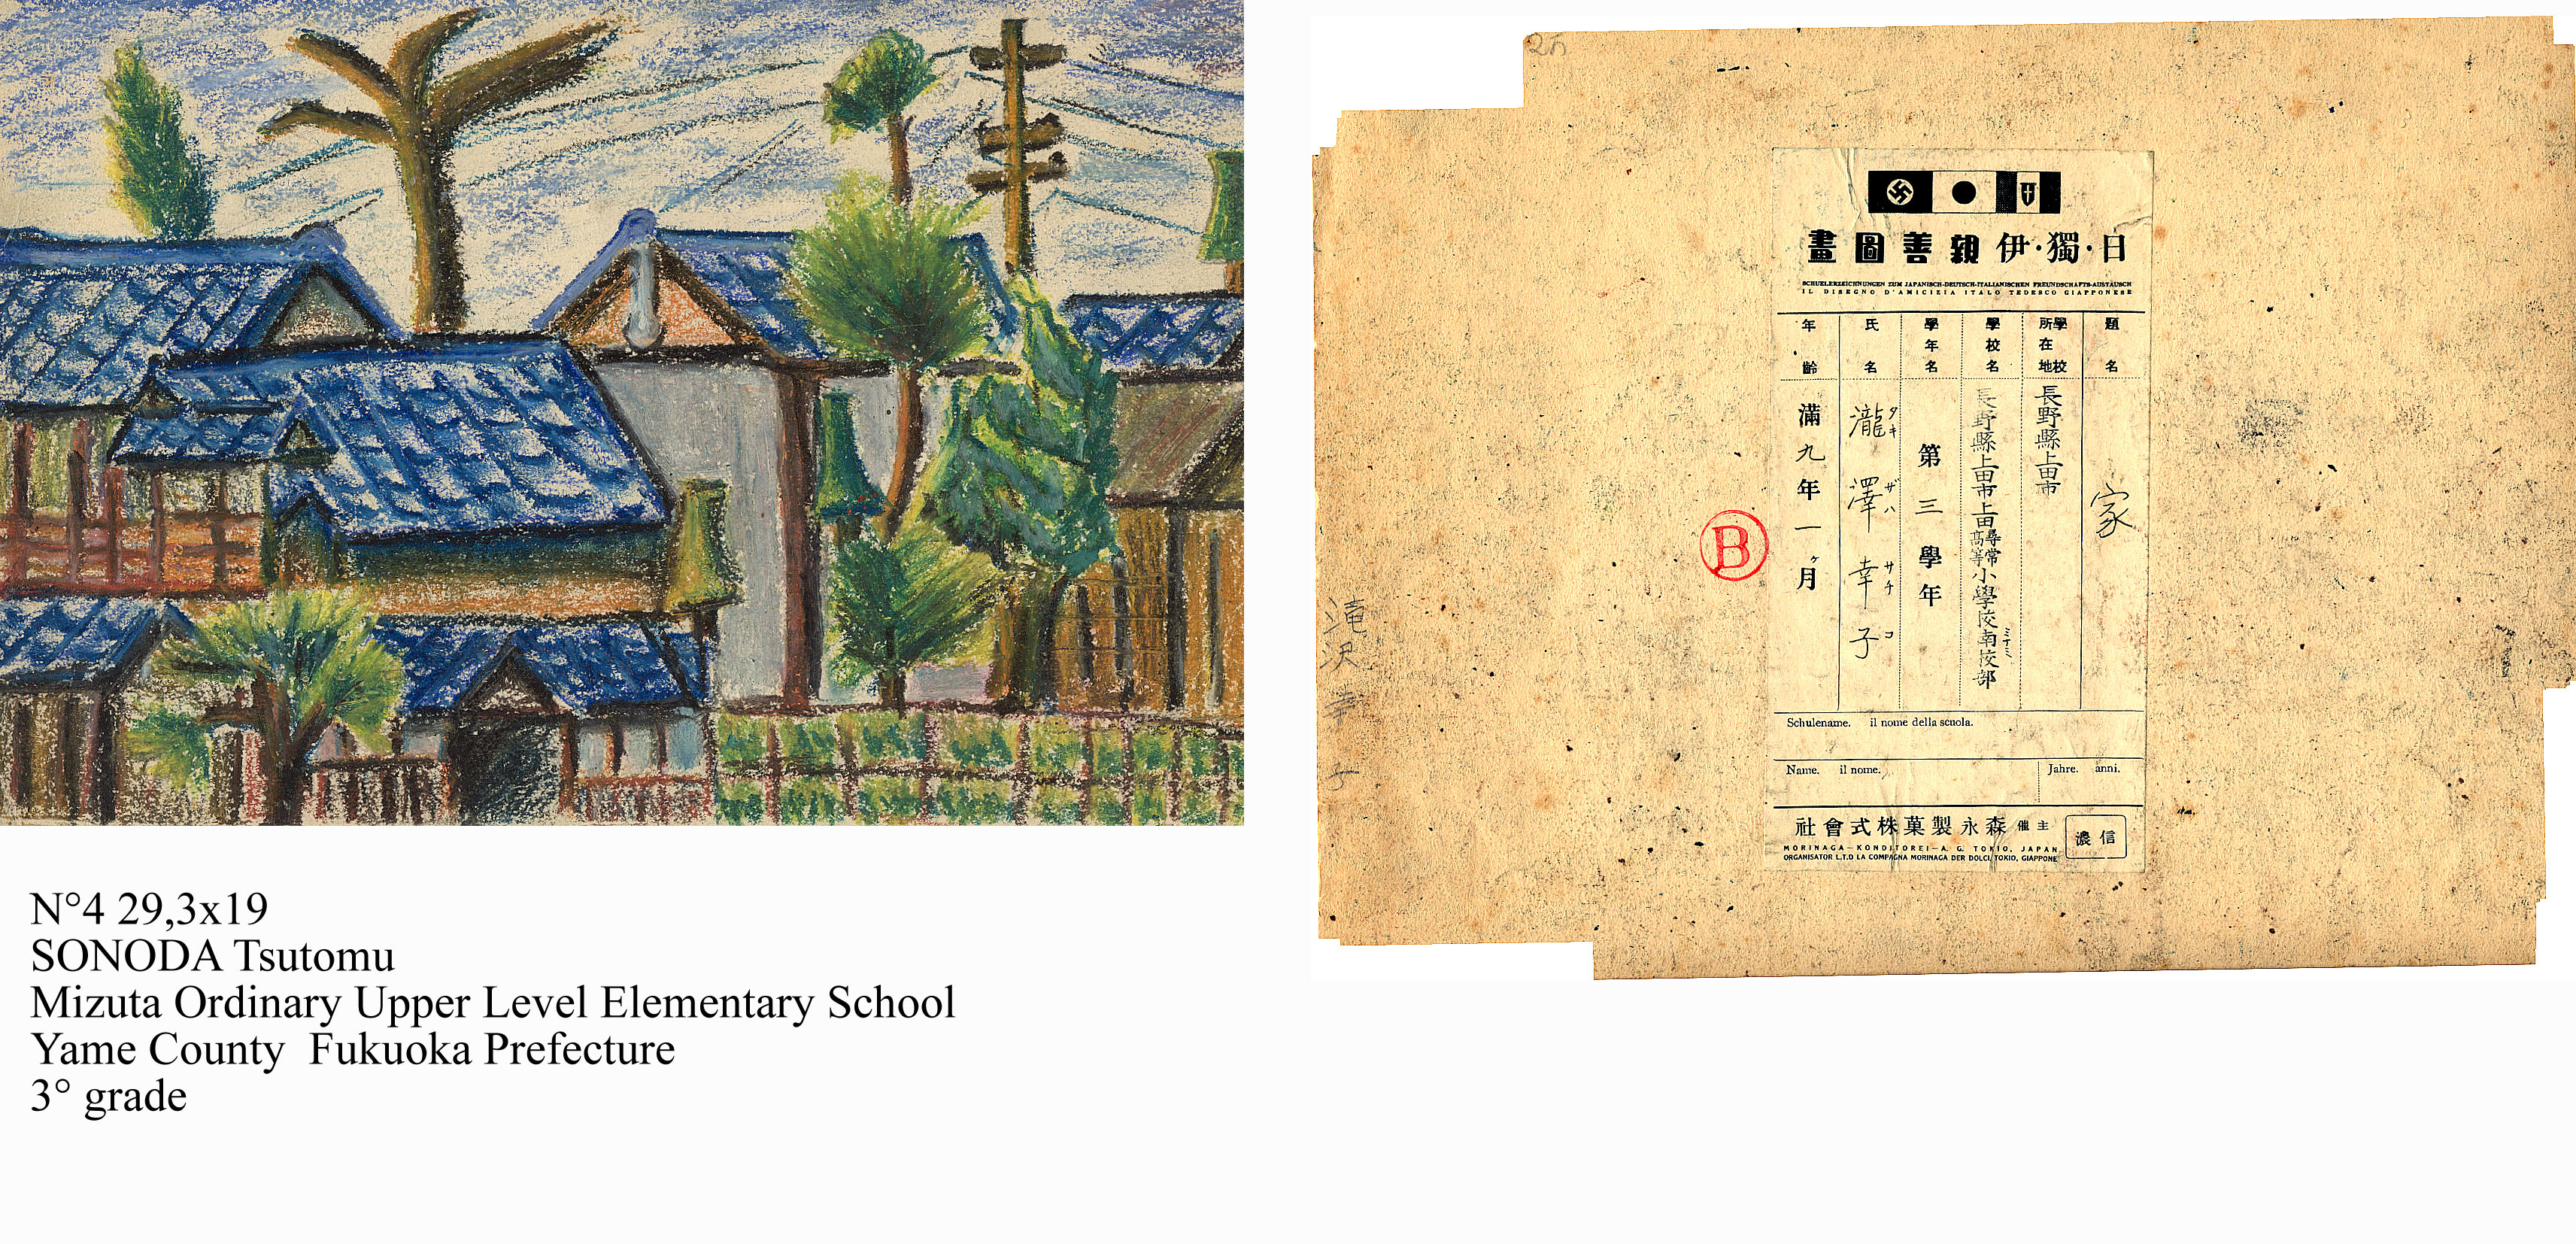 N°4 29,3x19
SONODA Tsutomu
Mizuta Ordinary Upper Level Elementary School
Yame County  Fukuoka Prefecture
3° grade
畫圖善親伊·獨·日
SCHUELERZEICHNUNGEN ZUM JAPANISCH-DEUTSCH-ITALIANISCHEN FREUNDSCHAFTS-AUSTAUSCH
IL DISEGNO D'AMICIZIA ITALO TEDESCO GIAPPONESE
題名
家
學校所在地
長野縣上田市
學校名
長野縣上田市上田尋常高等小學校南校部
ミナミ
學年名
第三學年
氏名
瀧澤幸子
タキ ザハ サチ コ
年齡
滿九年一ヶ月
Schulename. il nome della scuola.
Name. il nome. Jahre. anni.
社會式株菓製永森 催主
濃信
MORINAGA-KONDITOREI-A. G. TOKIO, JAPAN
ORGANISATOR L.T.D LA COMPAGNA MORINAGA DER DOLCI, TOKIO, GIAPPONE
B
滝沢幸子